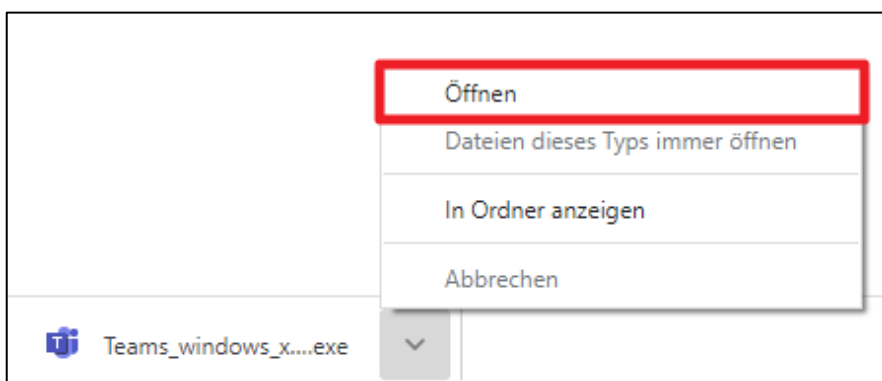 Öffnen
Dateien dieses Typs immer öffnen
In Ordner anzeigen
Abbrechen
Teams_windows_x....exe